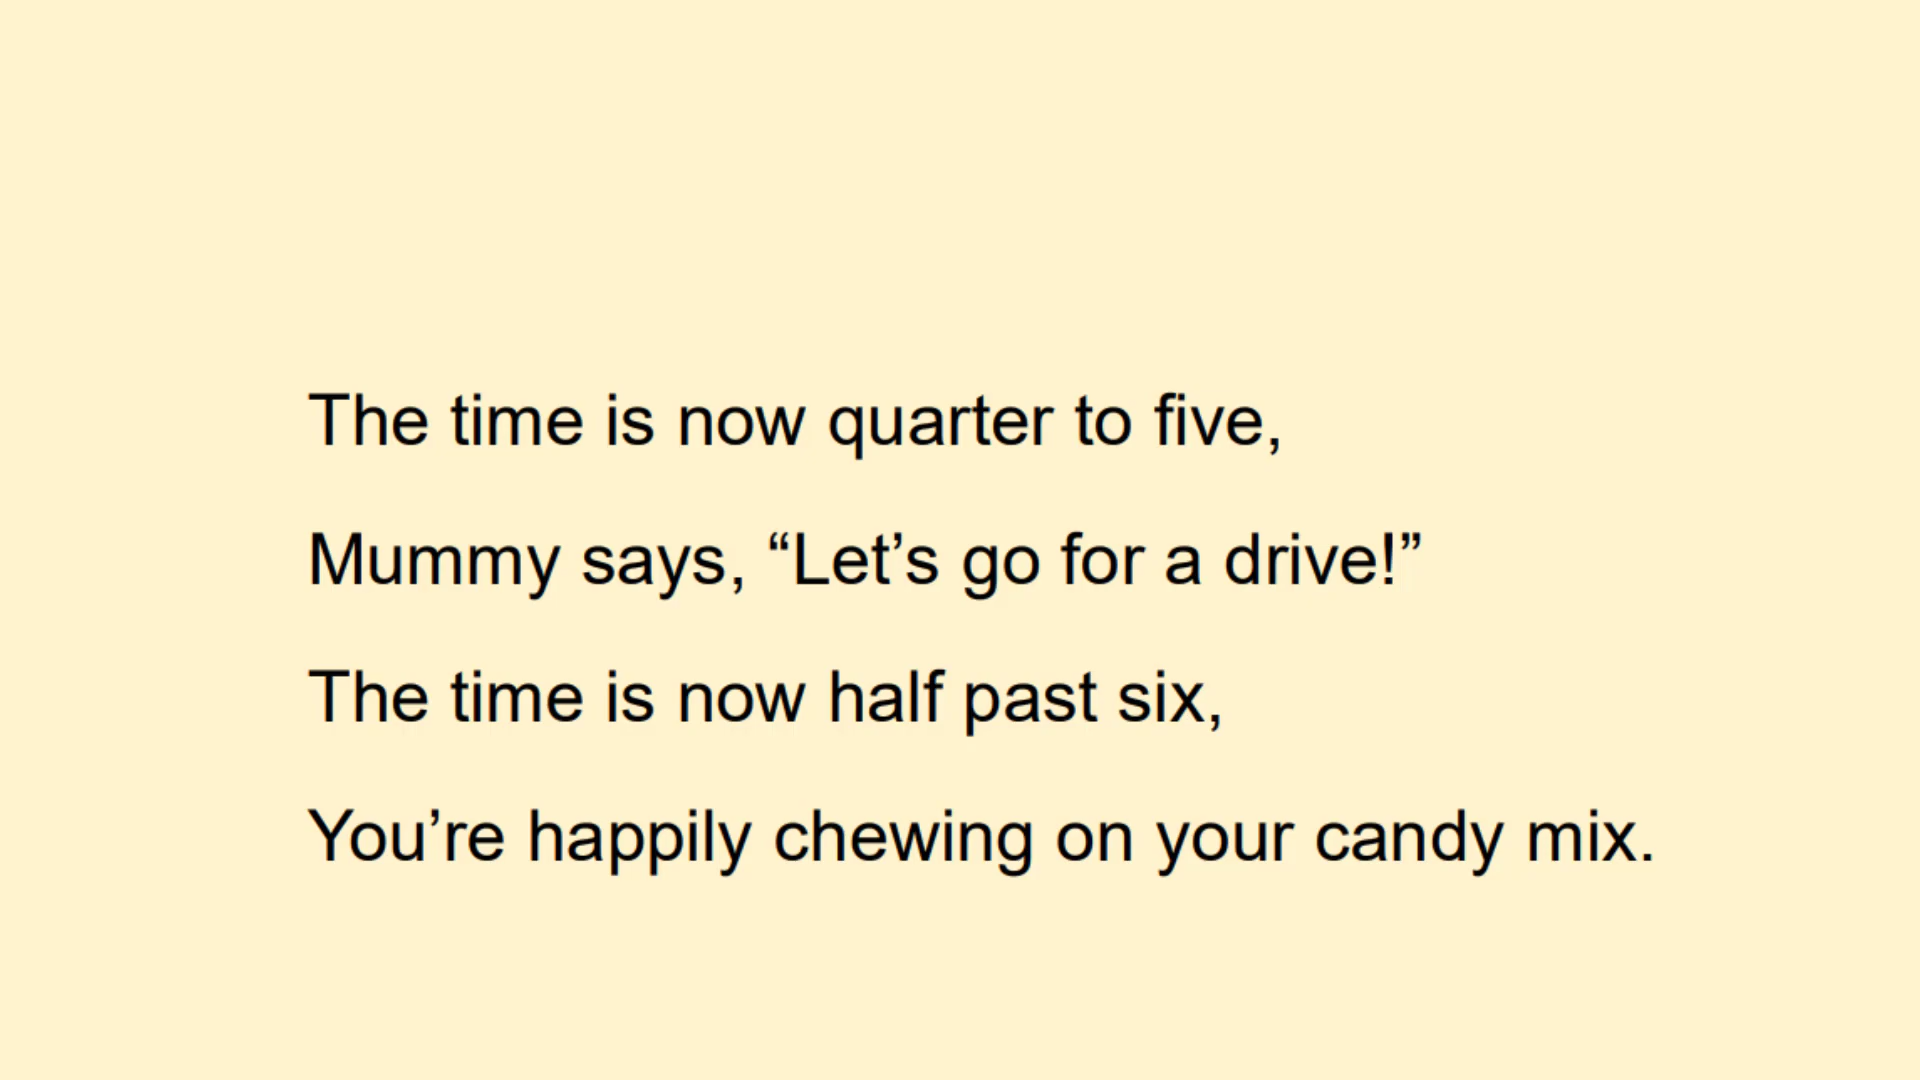 The time is now quarter to five,
Mummy says, “Let’s go for a drive!”
The time is now half past six,
You’re happily chewing on your candy mix.